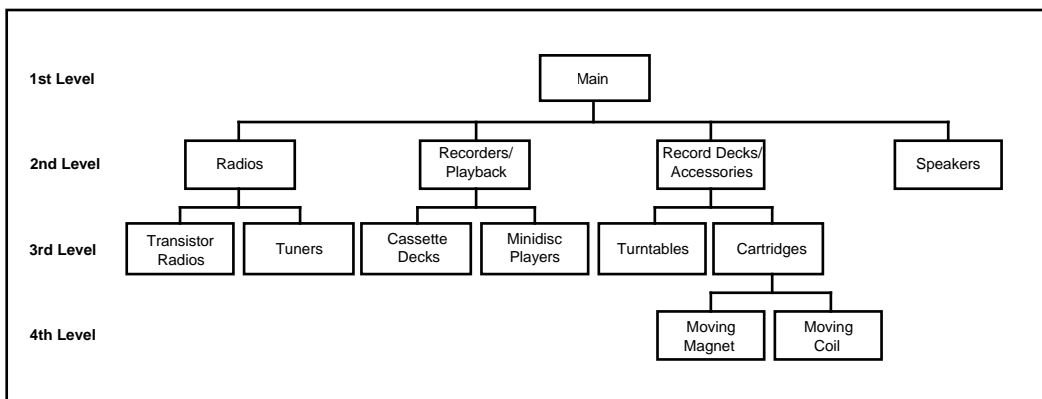 1st Level
Main
2nd Level
Radios
Recorders/
Playback
Record Decks/
Accessories
Speakers
3rd Level
Transistor
Radios
Tuners
Cassette
Decks
Minidisc
Players
Turntables
Cartridges
4th Level
Moving
Magnet
Moving
Coil